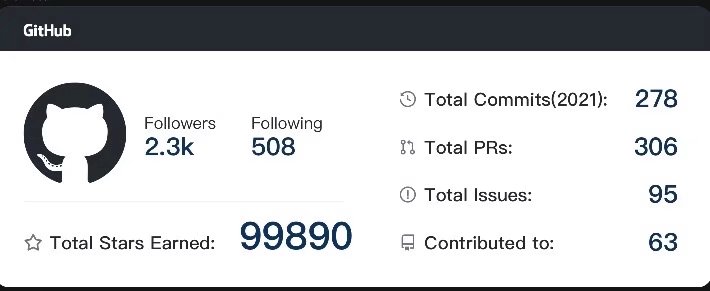 GitHub
Followers
2.3k
Following
508
Total Stars Earned: 99890
Total Commits(2021): 278
Total PRs: 306
Total Issues: 95
Contributed to: 63